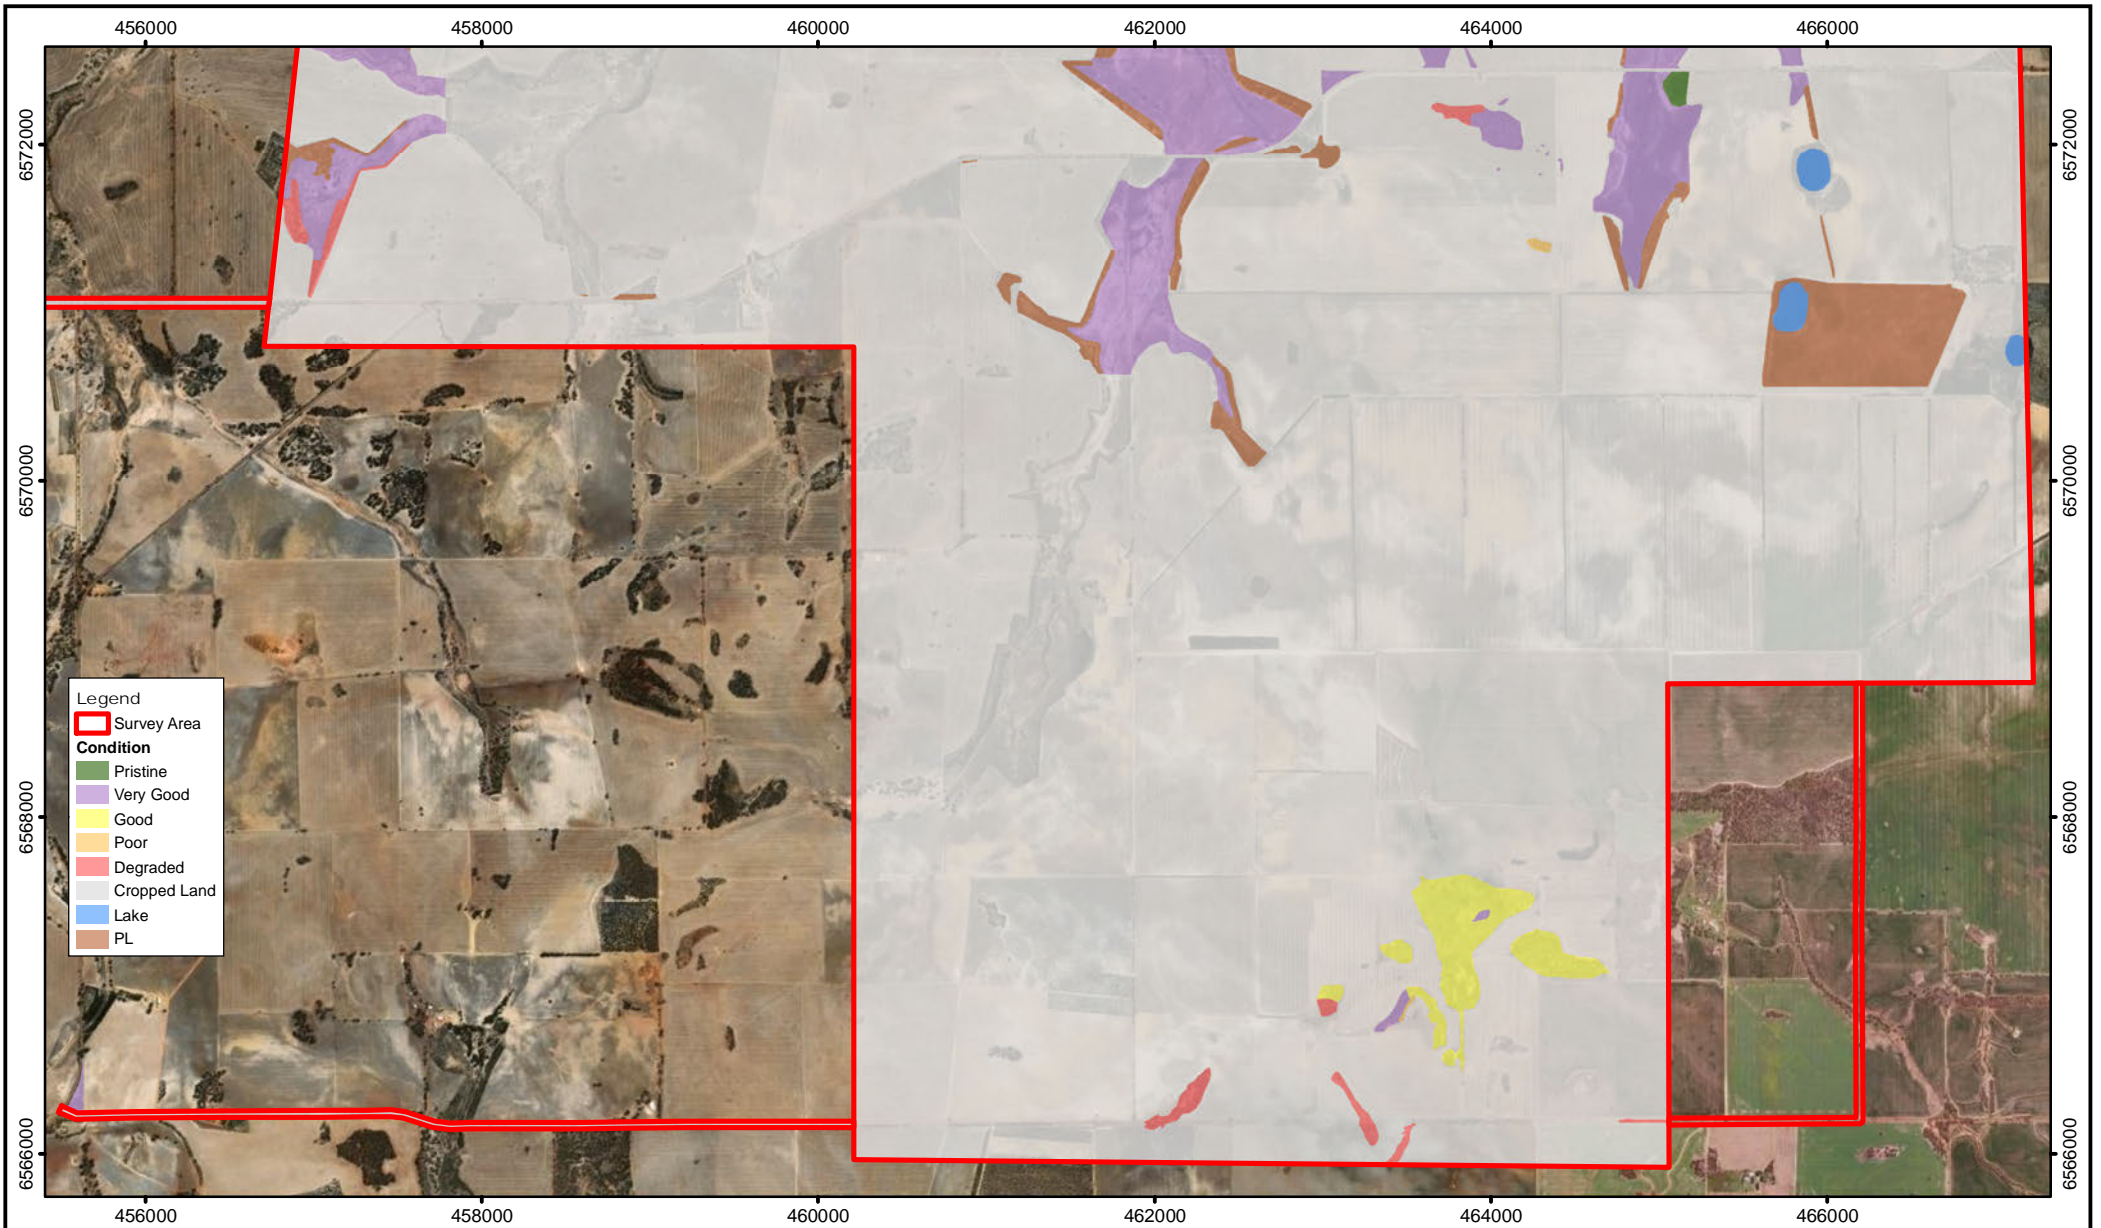 456000 458000 460000 462000 464000 466000
6572000 6572000
6570000 6570000
6568000 6568000
6566000 6566000
Legend
Survey Area
Condition
Pristine
Very Good
Good
Poor
Degraded
Cropped Land
Lake
PL
456000 458000 460000 462000 464000 466000